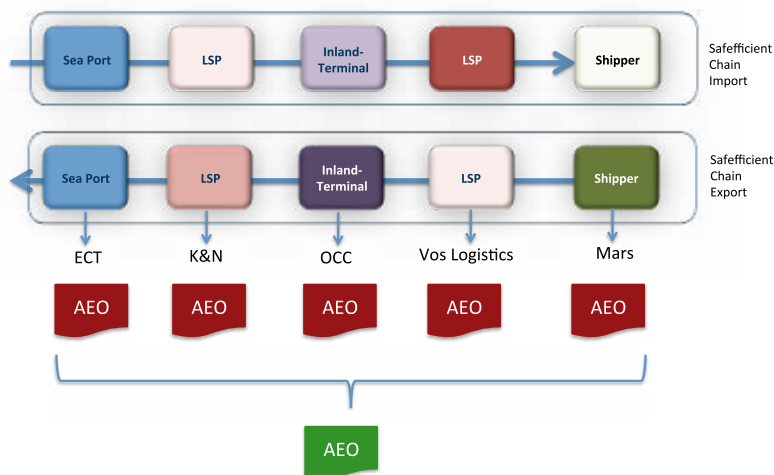 Sea Port
LSP
Inland-
Terminal
LSP
Shipper
Safefficient
Chain
Import
Sea Port
LSP
Inland-
Terminal
LSP
Shipper
Safefficient
Chain
Export
ECT
K&N
OCC
Vos Logistics
Mars
AEO
AEO
AEO
AEO
AEO
AEO